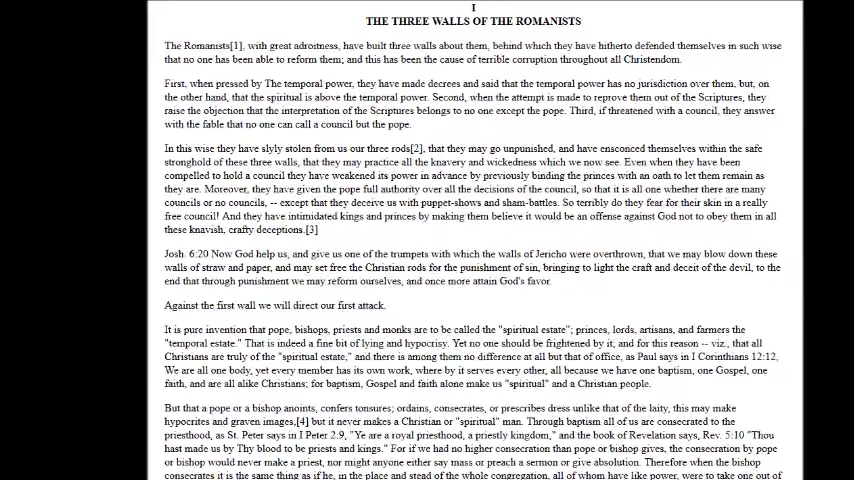 I
THE THREE WALLS OF THE ROMANISTS
The Romanists[1], with great adroitness, have built three walls about them, behind which they have hitherto defended themselves in such wise
that no one has been able to reform them; and this has been the cause of terrible corruption throughout all Christendom.
First, when pressed by The temporal power, they have made decrees and said that the temporal power has no jurisdiction over them, but, on
the other hand, that the spiritual is above the temporal power. Second, when the attempt is made to reprove them out of the Scriptures, they
raise the objection that the interpretation of the Scriptures belongs to no one except the pope. Third, if threatened with a council, they answer
with the fable that no one can call a council but the pope.
In this wise they have slyly stolen from us our three rods[2], that they may go unpunished, and have ensconced themselves within the safe
stronghold of these three walls, that they may practice all the knavery and wickedness which we now see. Even when they have been
compelled to hold a council they have weakened its power in advance by previously binding the princes with an oath to let them remain as
they are. Moreover, they have given the pope full authority over all the decisions of the council, so that it is all one whether there are many
councils or no councils, -- except that they deceive us with puppet-shows and sham-battles. So terribly do they fear for their skin in a really
free council! And they have intimidated kings and princes by making them believe it would be an offense against God not to obey them in all
these knavish, crafty deceptions.[3]
Josh. 6:20 Now God help us, and give us one of the trumpets with which the walls of Jericho were overthrown, that we may blow down these
walls of straw and paper, and may set free the Christian rods for the punishment of sin, bringing to light the craft and deceit of the devil, to the
end that through punishment we may reform ourselves, and once more attain God's favor.
Against the first wall we will direct our first attack.
It is pure invention that pope, bishops, priests and monks are to be called the "spiritual estate"; princes, lords, artisans, and farmers the
"temporal estate." That is indeed a fine bit of lying and hypocrisy. Yet no one should be frightened by it; and for this reason -- viz., that all
Christians are truly of the "spiritual estate," and there is among them no difference at all but that of office, as Paul says in I Corinthians 12:12,
We are all one body, yet every member has its own work, where by it serves every other, all because we have one baptism, one Gospel, one
faith, and are all alike Christians; for baptism, Gospel and faith alone make us "spiritual" and a Christian people.
But that a pope or a bishop anoints, confers tonsures; ordains, consecrates, or prescribes dress unlike that of the laity, this may make
hypocrites and graven images,[4] but it never makes a Christian or "spiritual" man. Through baptism all of us are consecrated to the
priesthood, as St. Peter says in I Peter 2:9, "Ye are a royal priesthood, a priestly kingdom," and the book of Revelation says, Rev. 5:10 "Thou
hast made us by Thy blood to be priests and kings." For if we had no higher consecration than pope or bishop gives, the consecration by pope
or bishop would never make a priest, nor might anyone either say mass or preach a sermon or give absolution. Therefore when the bishop
consecrates it is the same thing as if he, in the place and stead of the whole congregation, all of whom have like power, were to take one out of